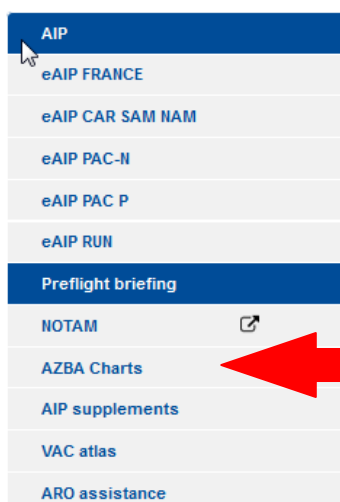 AIP
eAIP FRANCE
eAIP CAR SAM NAM
eAIP PAC-N
eAIP PAC P
eAIP RUN
Preflight briefing
NOTAM
AZBA Charts
AIP supplements
VAC atlas
ARO assistance